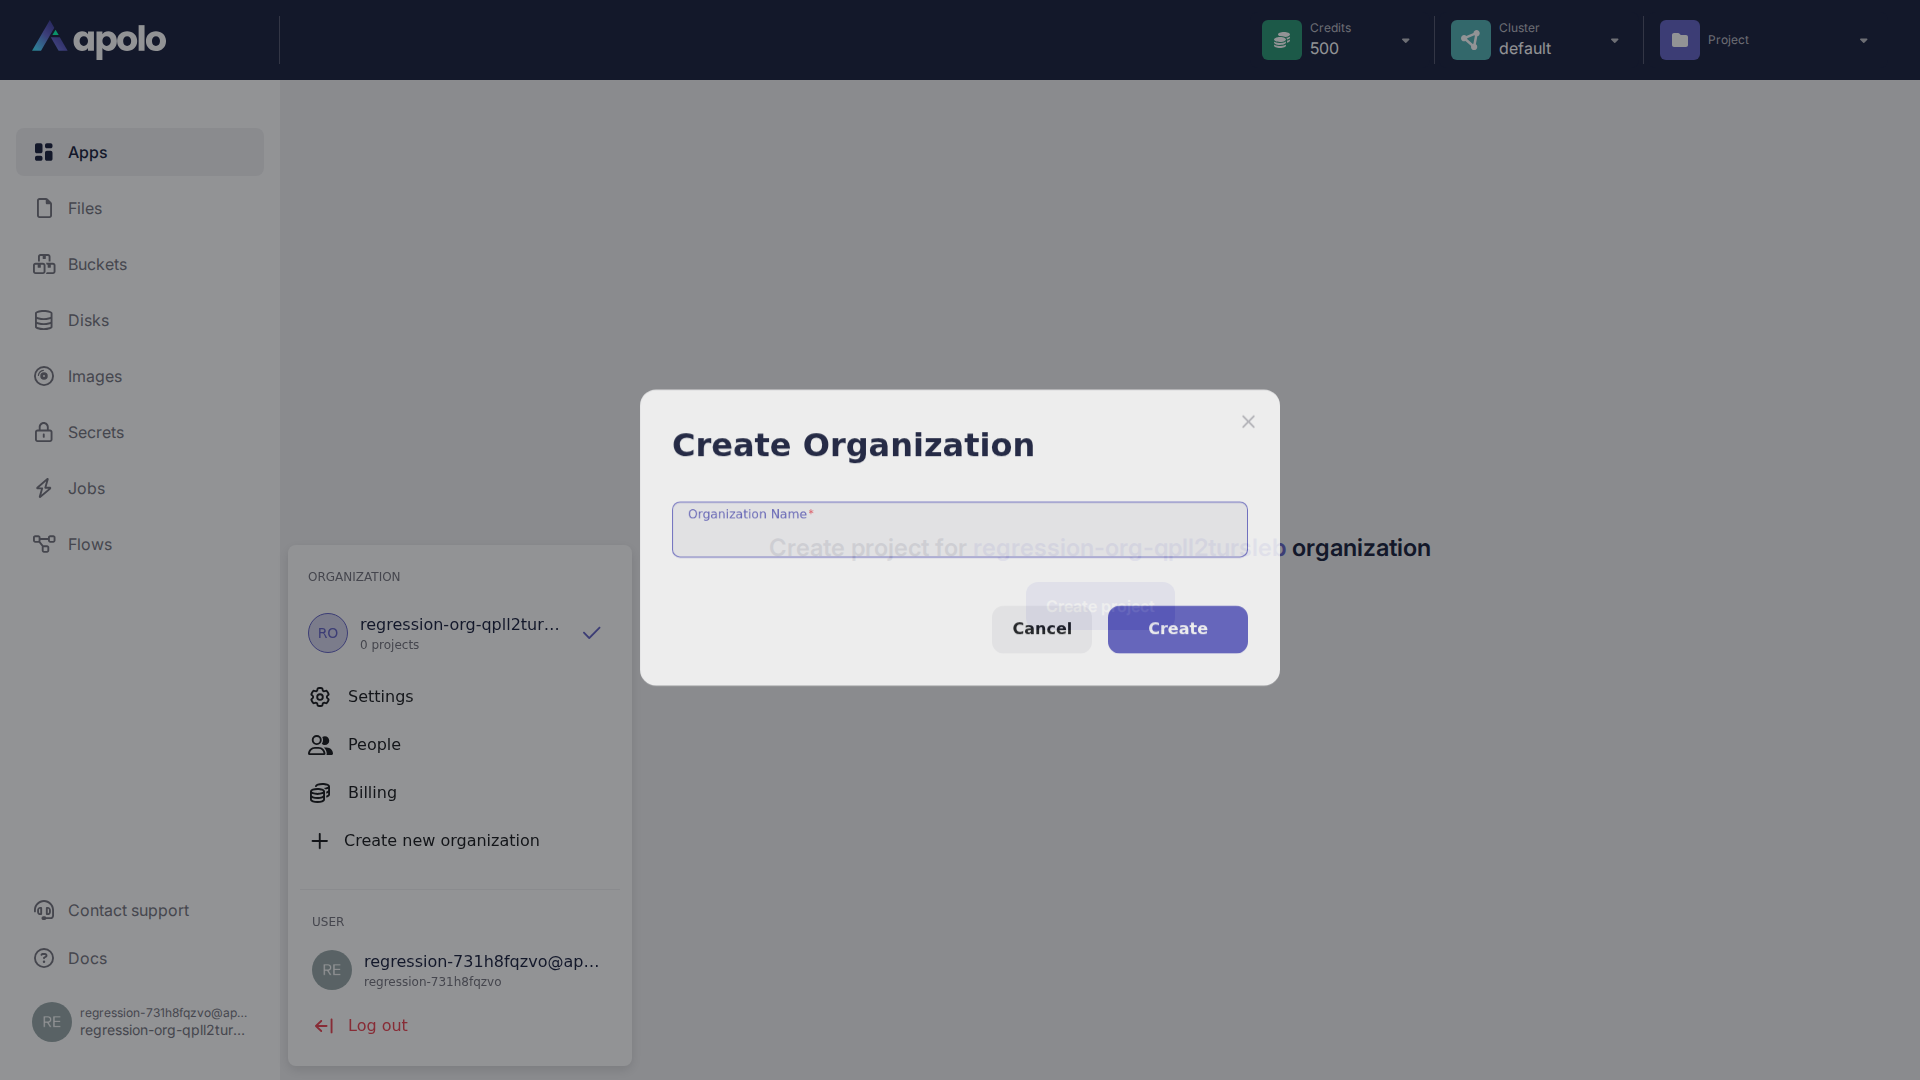 apolo
Credits
500
Cluster
default
Project
Apps
Files
Buckets
Disks
Images
Secrets
Jobs
Flows
Contact support
Docs
RE
regression-731h8fqzvo@ap...
regression-org-qpll2tur...
ORGANIZATION
RO
regression-org-qpll2tur...
0 projects
Settings
People
Billing
Create new organization
USER
RE
regression-731h8fqzvo@ap...
regression-731h8fqzvo
Log out
Create Organization
Organization Name*
Create project for regression-org-qpll2tursleb organization
Create project
Cancel
Create